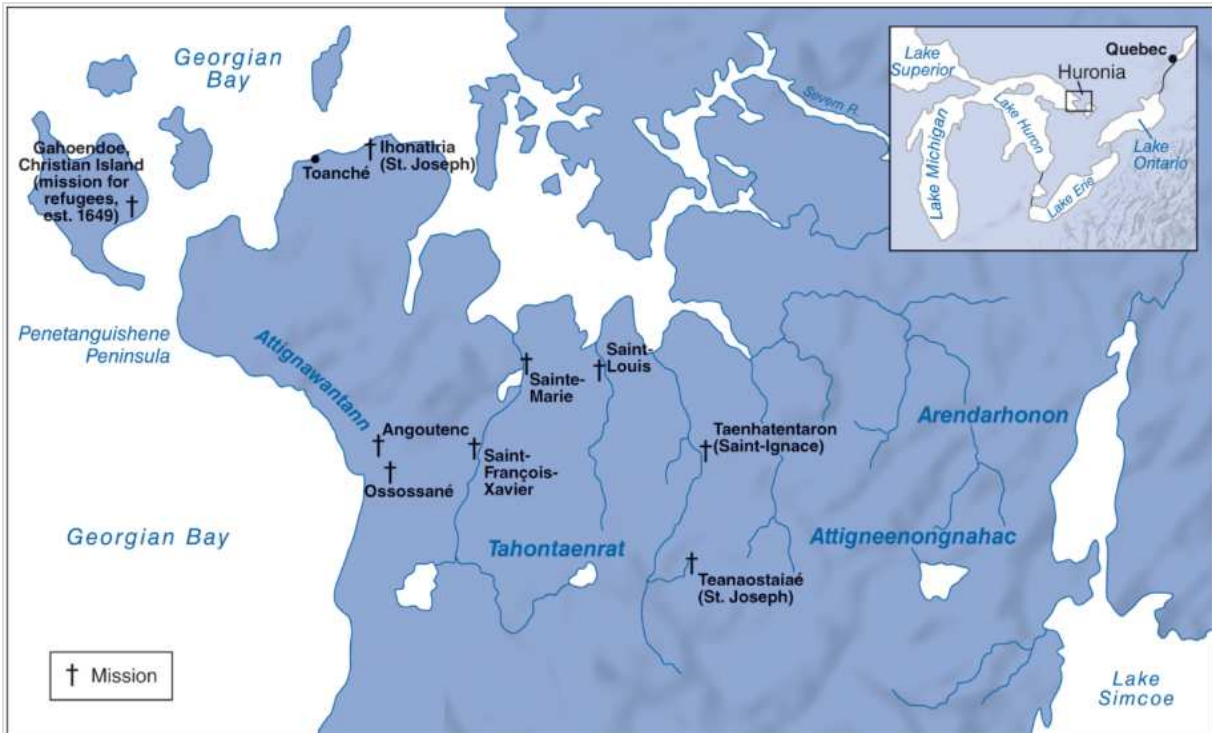 Georgian
Bay
Gahoendoe,
Christian Island
(mission for
refugees,
est. 1649)
Toanché
Ihonatiria
(St. Joseph)
Severn R.
Quebec
Lake
Superior
Huronia
Lake Michigan
Lake Huron
Lake
Ontario
Lake Erie
Penetanguishene
Peninsula
Attignawantann
Sainte-
Marie
Saint-
Louis
Angoutenc
Ossossané
Saint-
François-
Xavier
Taenhatentaron
(Saint-Ignace)
Arendarhonon
Georgian Bay
Tahontaenrat
Attigneenongnahac
Teanaostaiaé
(St. Joseph)
Mission
Lake
Simcoe